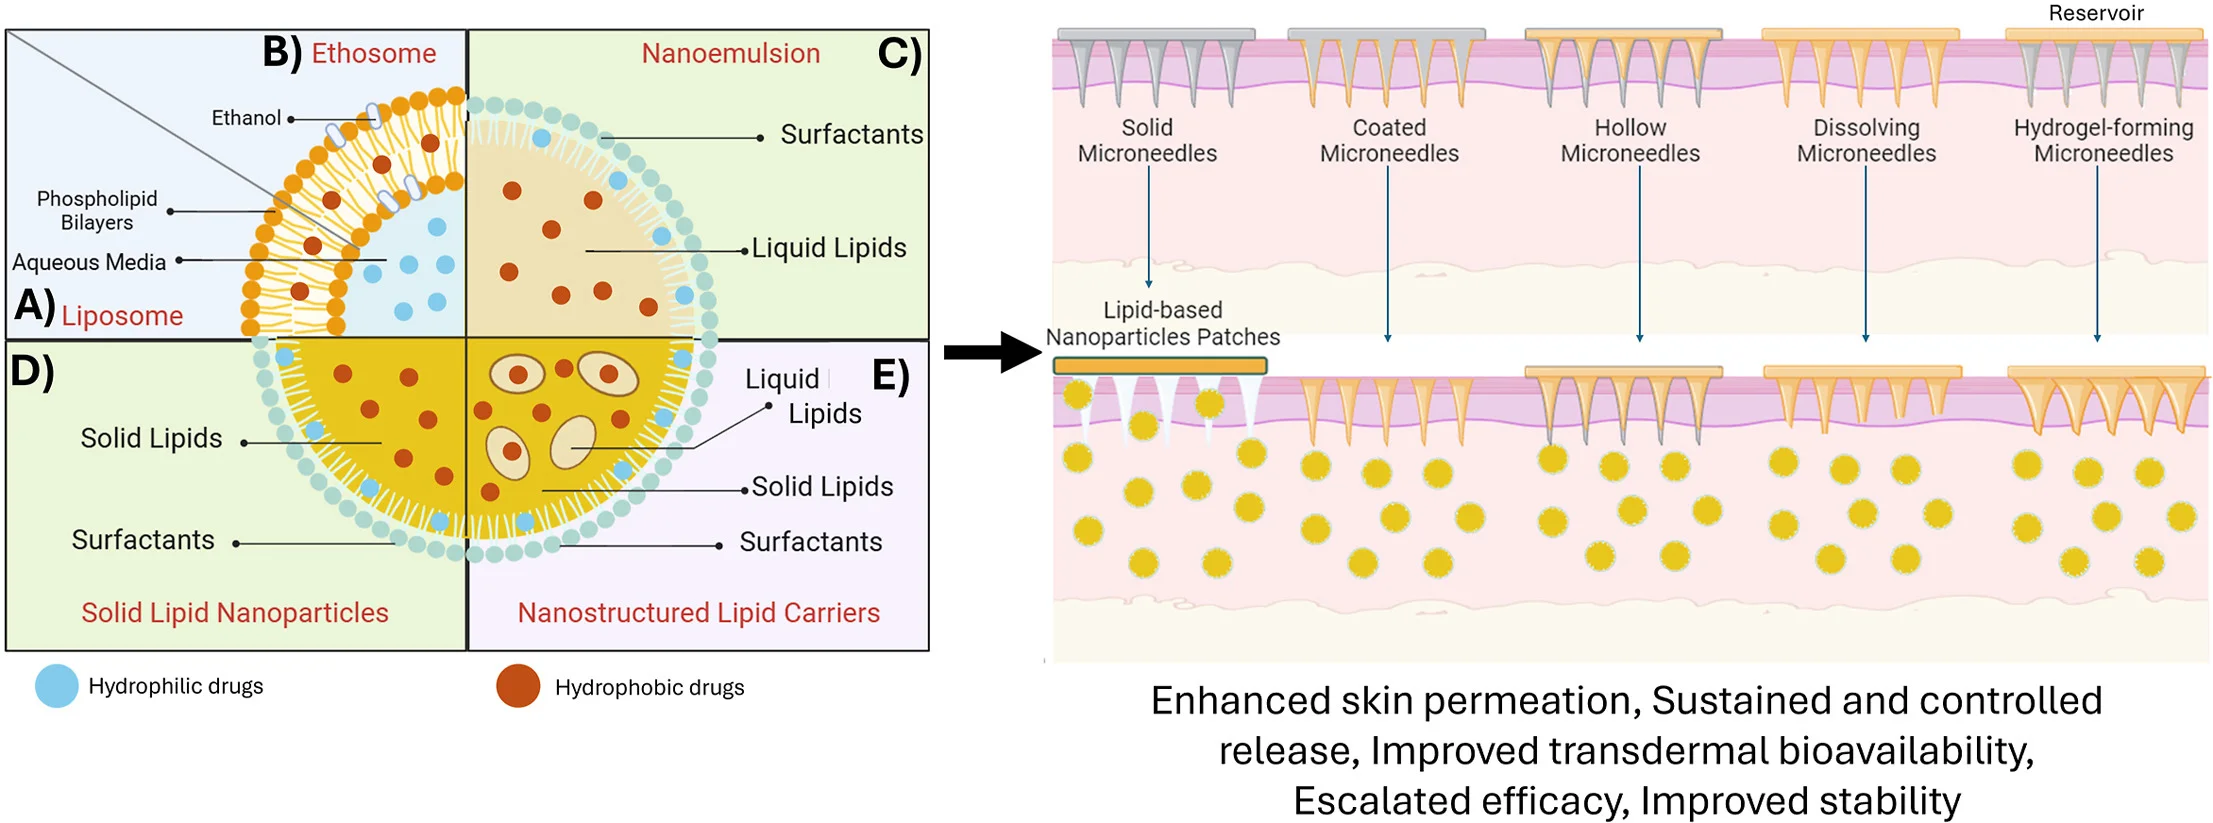 B) Ethosome
Nanoemulsion C)
Ethanol
Surfactants
Phospholipid
Bilayers
Liquid Lipids
Aqueous Media
A) Liposome
D)
Liquid E)
Lipids
Solid Lipids
Solid Lipids
Surfactants
Surfactants
Solid Lipid Nanoparticles
Nanostructured Lipid Carriers
Hydrophilic drugs
Hydrophobic drugs
Reservoir
Solid
Microneedles
Coated
Microneedles
Hollow
Microneedles
Dissolving
Microneedles
Hydrogel-forming
Microneedles
Lipid-based
Nanoparticles Patches
Enhanced skin permeation, Sustained and controlled
release, Improved transdermal bioavailability,
Escalated efficacy, Improved stability